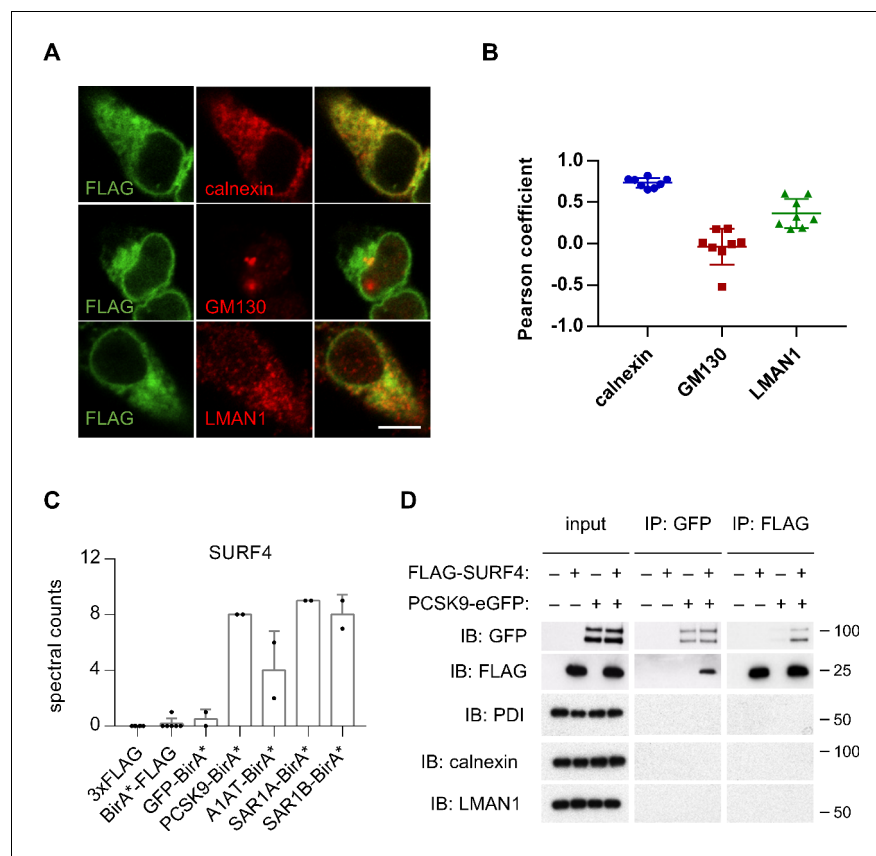 A
FLAG
calnexin
FLAG
GM130
FLAG
LMAN1
B
Pearson coefficient
1.0
0.5
0.0
-0.5
-1.0
calnexin
GM130
LMAN1
C
SURF4
spectral counts
12
8
4
0
3xFLAG
BirA*-FLAG
GFP-BirA*
PCSK9-BirA*
A1AT-BirA*
SAR1A-BirA*
SAR1B-BirA*
D
input IP: GFP IP: FLAG
FLAG-SURF4: – + – + – + – + – + – +
PCSK9-eGFP: – – + + – – + + – – + +
IB: GFP – 100
IB: FLAG – 25
IB: PDI – 50
IB: calnexin – 100
IB: LMAN1 – 50